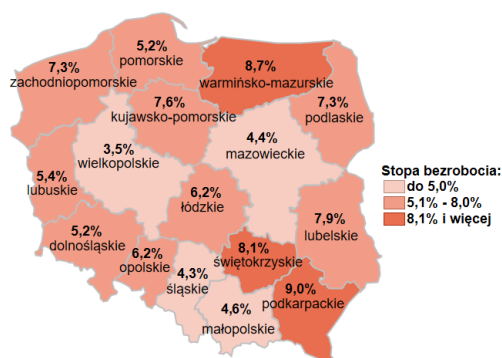 5,2%
pomorskie
8,7%
warmińsko-mazurskie
7,3%
zachodniopomorskie
7,6%
kujawsko-pomorskie
7,3%
podlaskie
3,5%
wielkopolskie
4,4%
mazowieckie
5,4%
lubuskie
6,2%
łódzkie
5,2%
dolnośląskie
6,2%
opolskie
4,3%
śląskie
8,1%
świętokrzyskie
7,9%
lubelskie
4,6%
małopolskie
9,0%
podkarpackie
Stopa bezrobocia:
do 5,0%
5,1% - 8,0%
8,1% i więcej